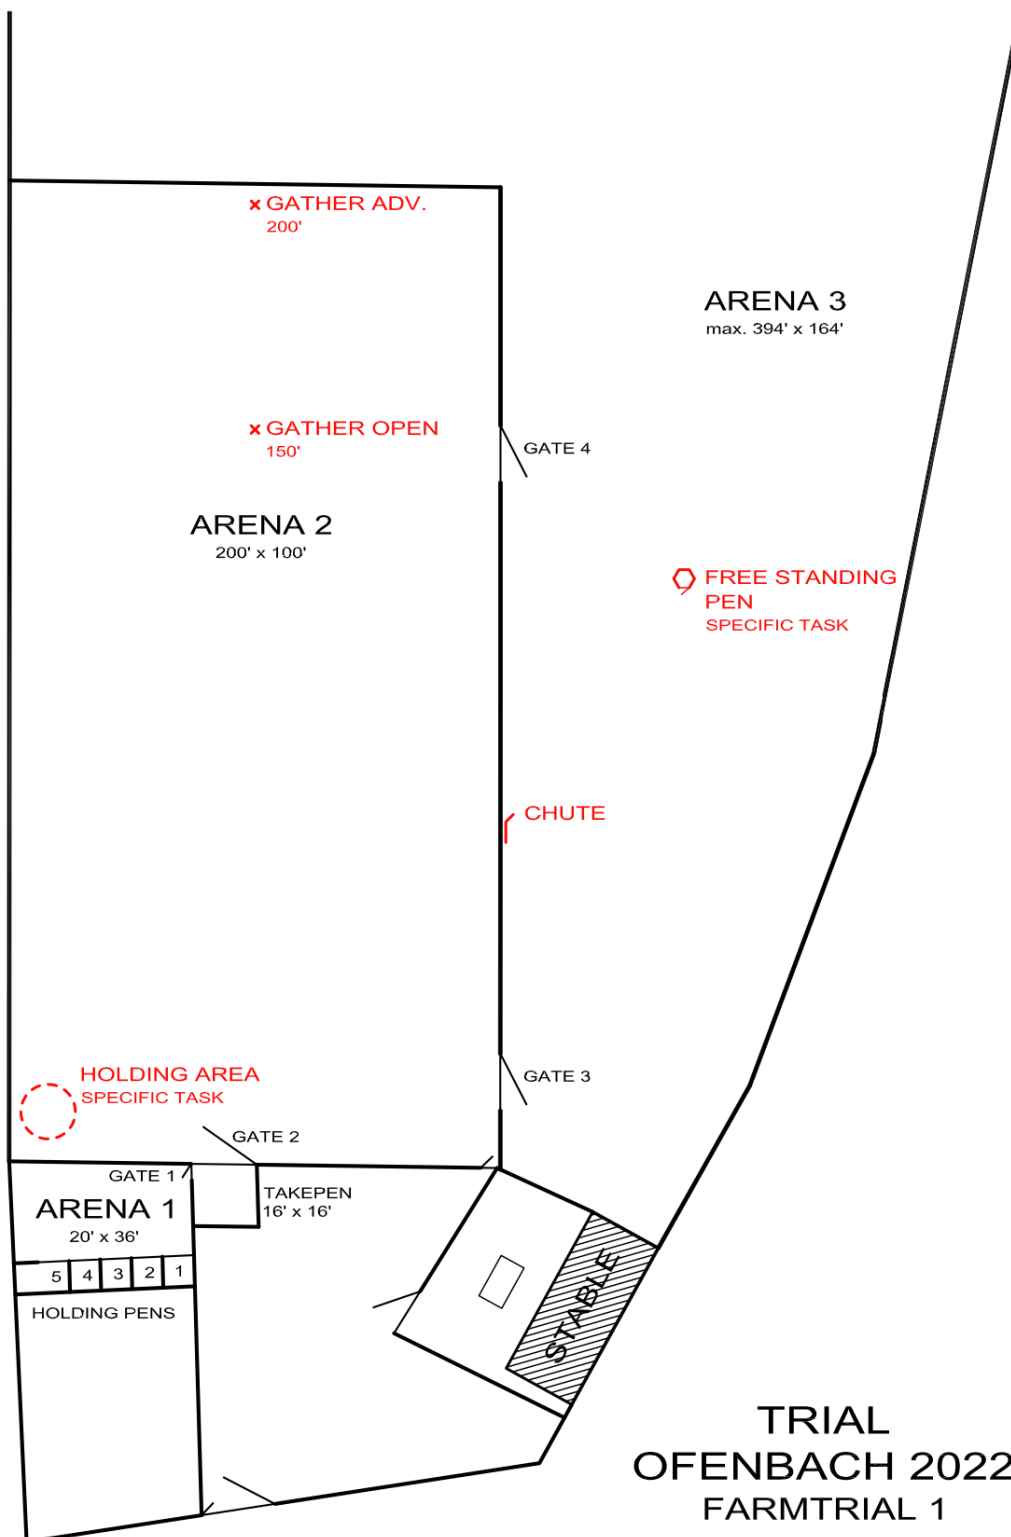 GATHER ADV.
200'
ARENA 3
max. 394' x 164'
GATHER OPEN
150'
GATE 4
ARENA 2
200' x 100'
FREE STANDING
PEN
SPECIFIC TASK
CHUTE
HOLDING AREA
SPECIFIC TASK
GATE 3
GATE 2
GATE 1
TAKEPEN
16' x 16'
ARENA 1
20' x 36'
5 4 3 2 1
HOLDING PENS
STABLE
TRIAL
OFENBACH 2022
FARMTRIAL 1